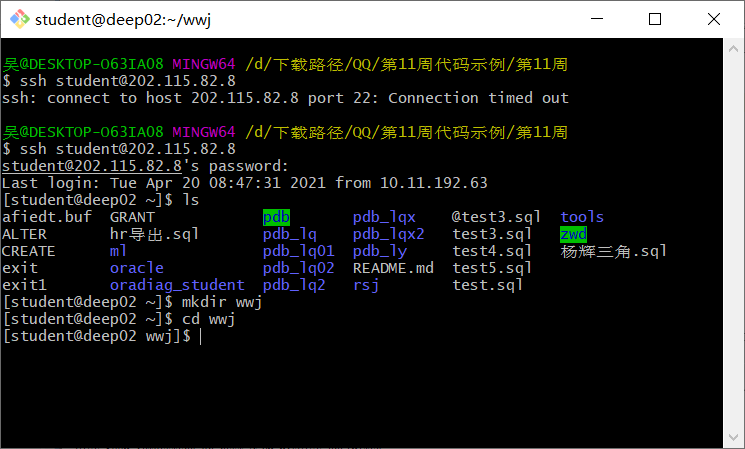 student@deep02:~/wwj
昊@DESKTOP-O63IA08 MINGW64 /d/下载路径/QQ/第11周代码示例/第11周
$ ssh student@202.115.82.8
ssh: connect to host 202.115.82.8 port 22: Connection timed out
昊@DESKTOP-O63IA08 MINGW64 /d/下载路径/QQ/第11周代码示例/第11周
$ ssh student@202.115.82.8
student@202.115.82.8's password:
Last login: Tue Apr 20 08:47:31 2021 from 10.11.192.63
[student@deep02 ~]$ ls
afiedt.buf GRANT pdb pdb_lqx @test3.sql tools
ALTER hr导出.sql pdb_lq pdb_lqx2 test3.sql zwd
CREATE ml pdb_lq01 pdb_ly test4.sql 杨辉三角.sql
exit oracle pdb_lq02 README.md test5.sql
exit1 oradiag_student pdb_lq2 rsj test.sql
[student@deep02 ~]$ mkdir wwj
[student@deep02 ~]$ cd wwj
[student@deep02 wwj]$